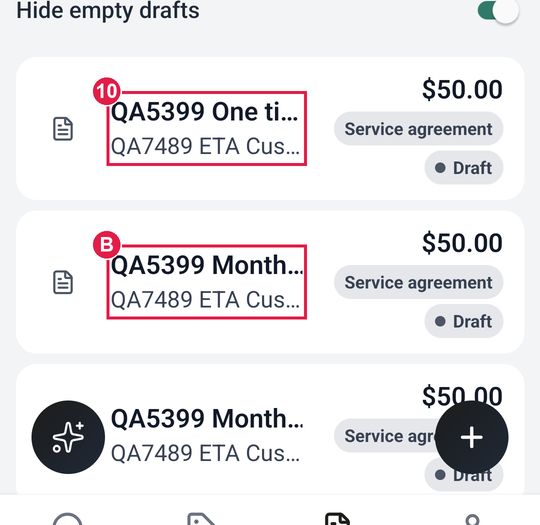 Hide empty drafts
10
QA5399 One ti...
$50.00
QA7489 ETA Cus...
Service agreement
Draft
B
QA5399 Month...
$50.00
QA7489 ETA Cus...
Service agreement
Draft
QA5399 Month...
$50.00
QA7489 ETA Cus...
Service agr
Draft